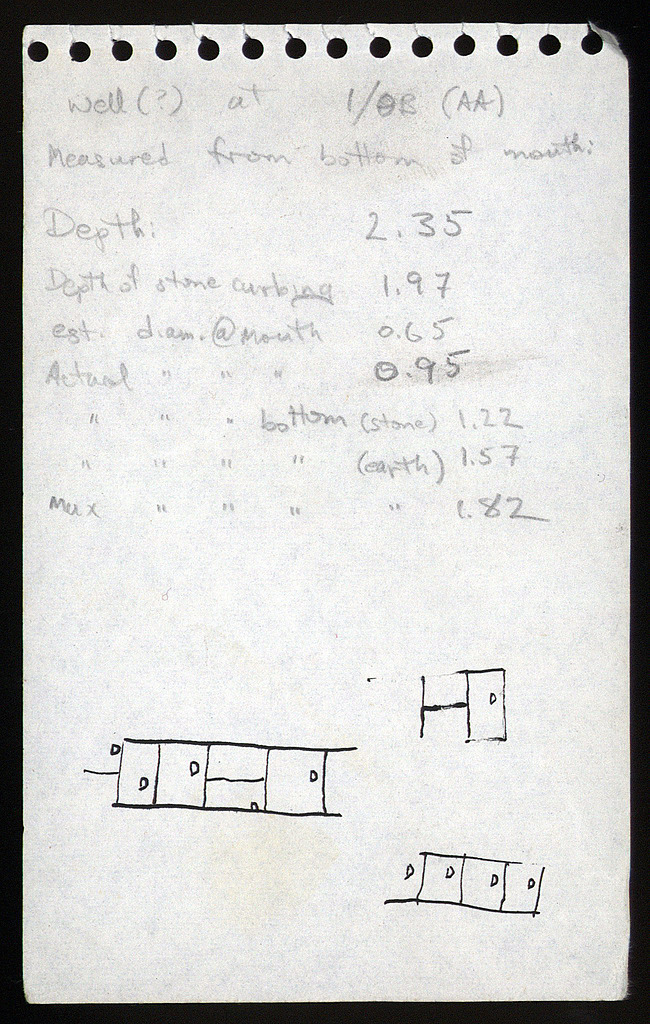 Well (?) at 1/ΘB (AA)
Measured from bottom of mouth:
Depth: 2.35
Depth of stone curbing 1.97
est. diam. @ mouth 0.65
Actual " " " 0.95
" " " bottom (stone) 1.22
" " " " (earth) 1.57
Max " " " " 1.82
D
D
D D D
D
D D D D